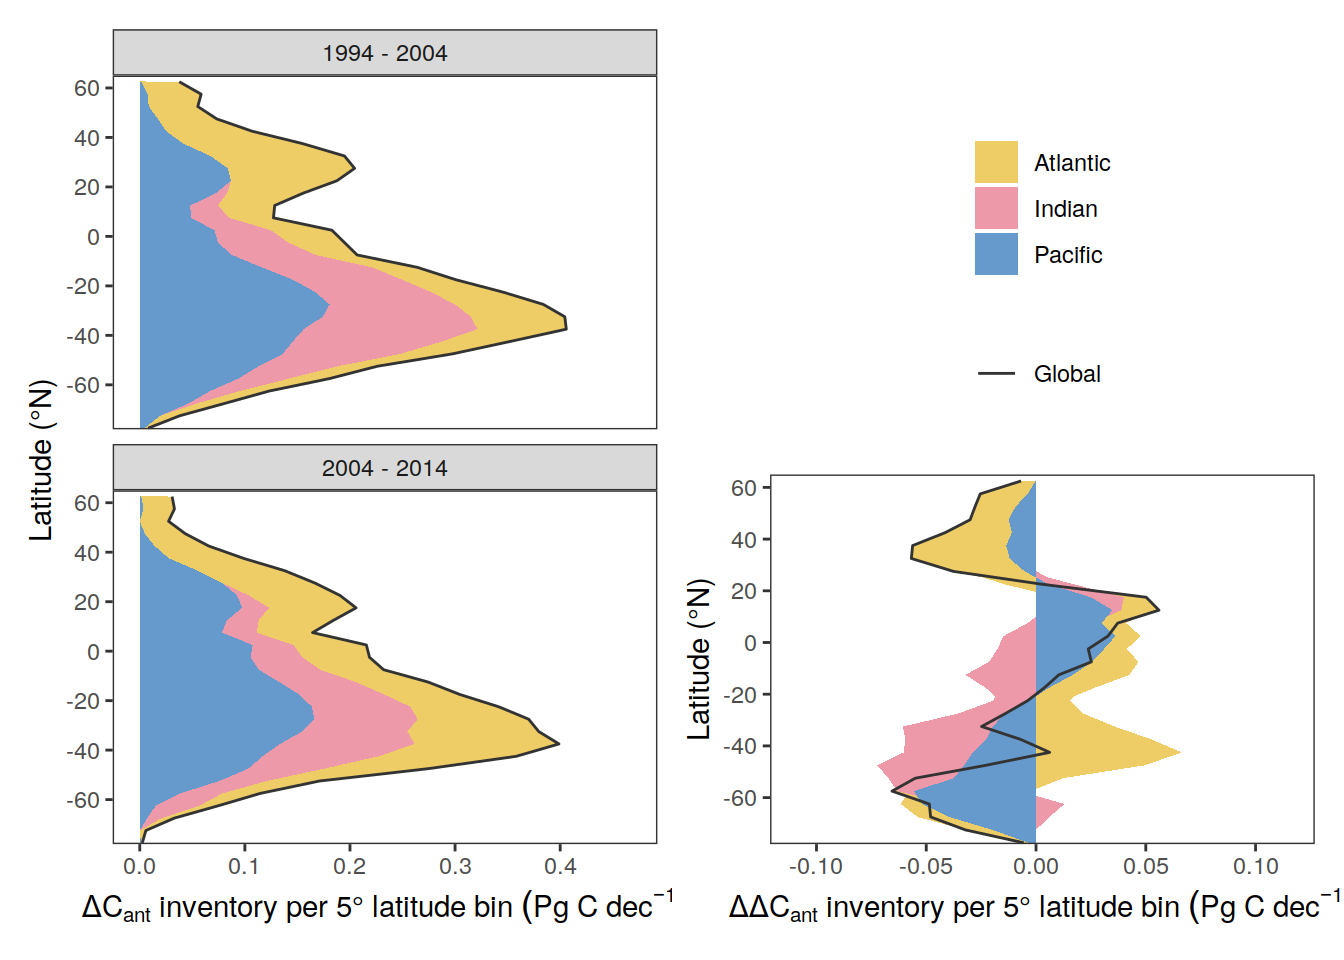 1994 - 2004
60
40
20
0
-20
-40
-60
Latitude (°N)
2004 - 2014
60
40
20
0
-20
-40
-60
0.0 0.1 0.2 0.3 0.4
ΔCant inventory per 5° latitude bin (Pg C dec−1
Atlantic
Indian
Pacific
Global
60
40
20
0
-20
-40
-60
Latitude (°N)
-0.10 -0.05 0.00 0.05 0.10
ΔΔCant inventory per 5° latitude bin (Pg C dec−1